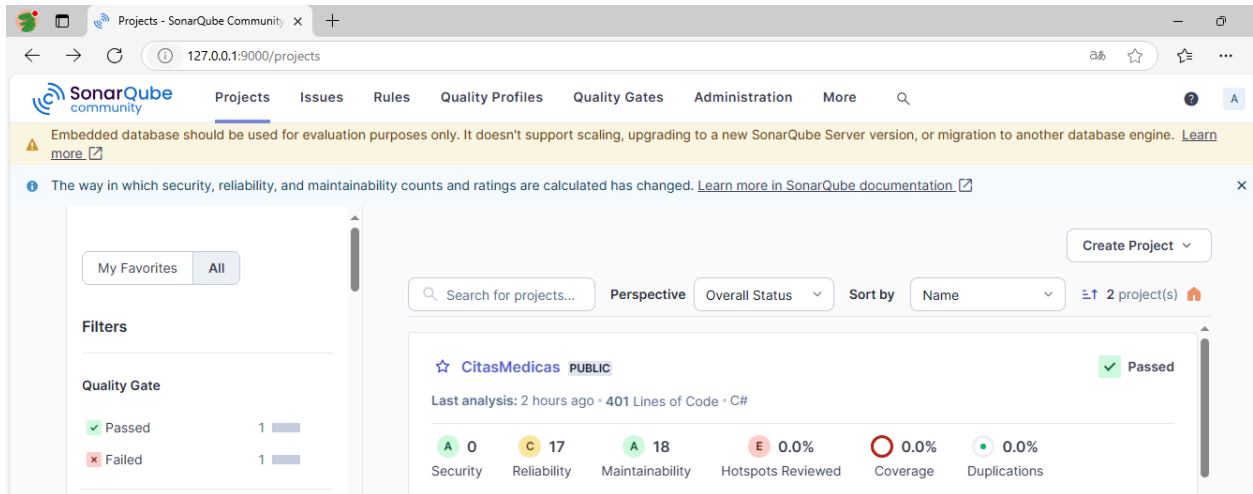 Projects - SonarQube Community
127.0.0.1:9000/projects
SonarQube community
Projects Issues Rules Quality Profiles Quality Gates Administration More
? A
Embedded database should be used for evaluation purposes only. It doesn't support scaling, upgrading to a new SonarQube Server version, or migration to another database engine. Learn
more
The way in which security, reliability, and maintainability counts and ratings are calculated has changed. Learn more in SonarQube documentation
My Favorites All
Filters
Quality Gate
Passed 1
Failed 1
Create Project
Search for projects... Perspective Overall Status Sort by Name 2 project(s)
CitasMedicas PUBLIC Passed
Last analysis: 2 hours ago • 401 Lines of Code • C#
A 0 C 17 A 18 E 0.0% 0.0% 0.0%
Security Reliability Maintainability Hotspots Reviewed Coverage Duplications